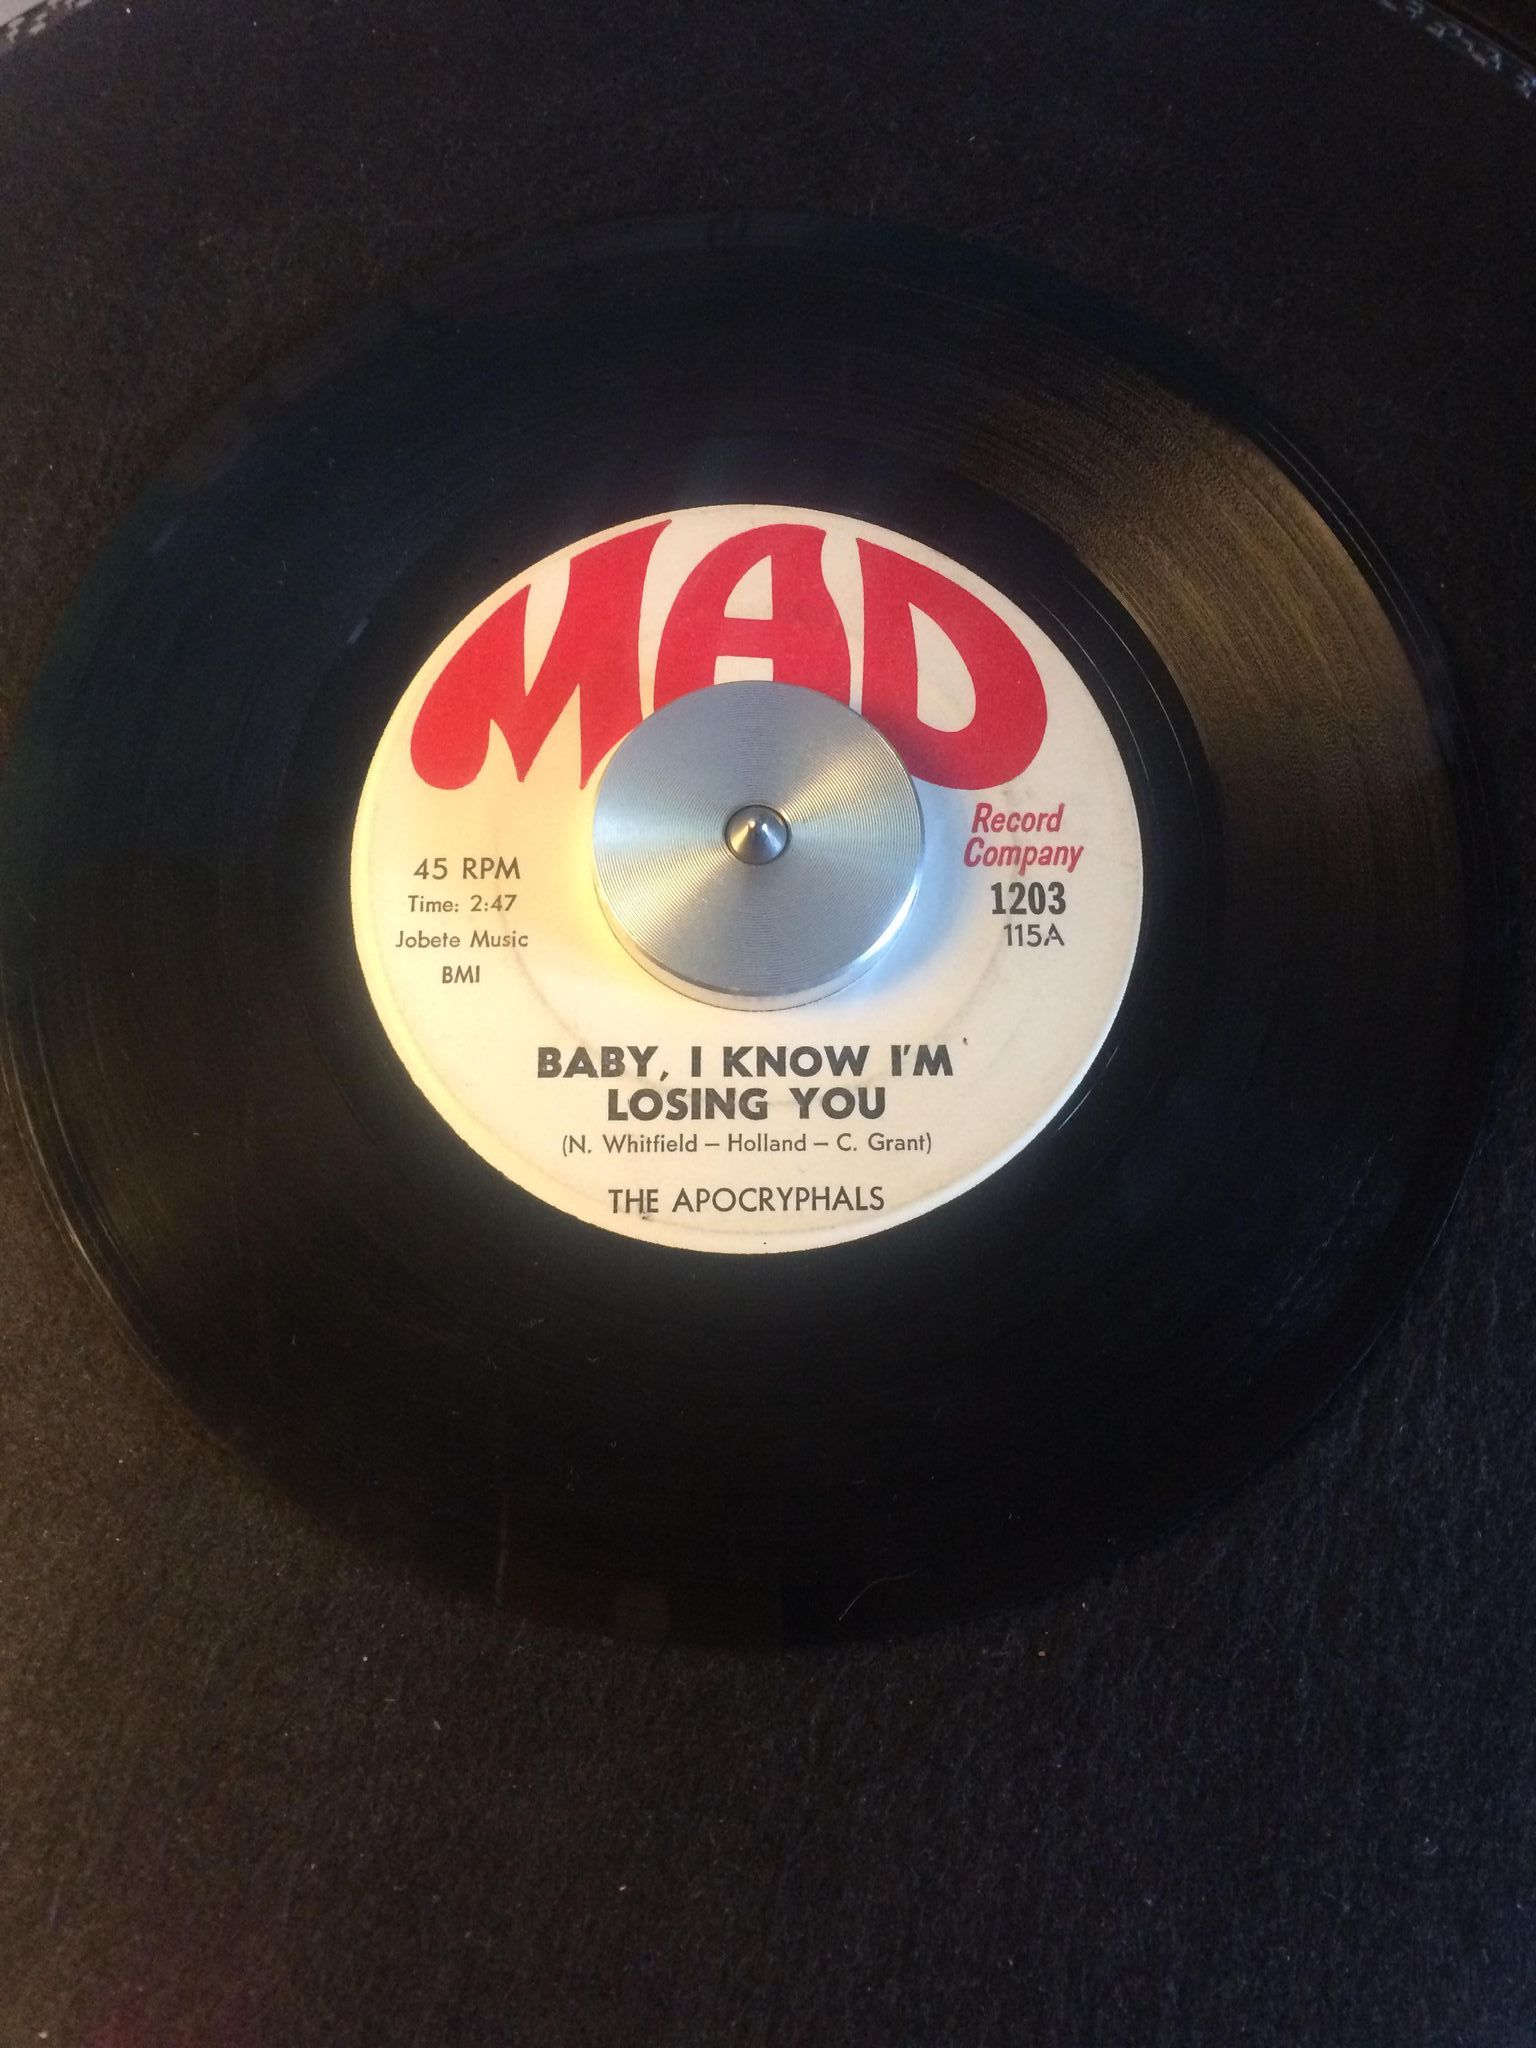 MAD
Record
Company
1203
115A
45 RPM
Time: 2:47
Jobete Music
BMI
BABY, I KNOW I'M
LOSING YOU
(N. Whitfield – Holland – C. Grant)
THE APOCRYPHALS